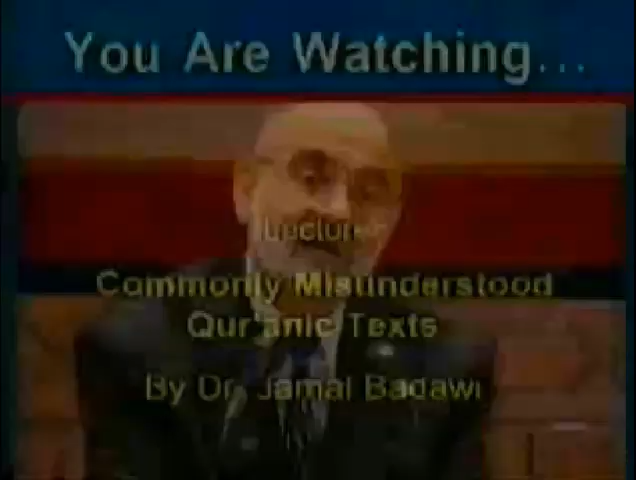 You Are Watching...
Lecture
Commonly Misunderstood
Qur'anic Texts
By Dr. Jamal Badawi